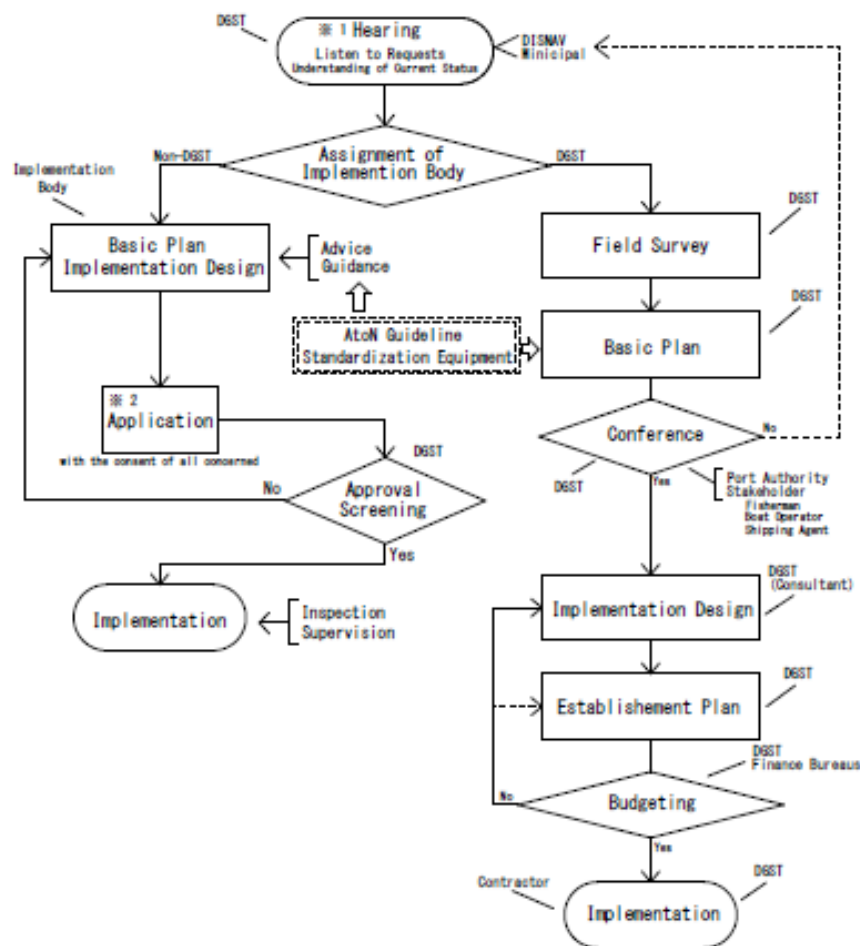 DGST
※ 1 Hearing
Listen to Requests
Understanding of Current Status
DISNAV
Minicipal
Non-DGST
Assignment of
Implemention Body
DGST
Implementation
Body
Basic Plan
Implementation Design
Advice
Guidance
DGST
Field Survey
AtoN Guideline
Standardization Equipment
DGST
Basic Plan
※ 2
Application
with the consent of all concerned
DGST
Conference
No
DGST
Yes
Port Authority
Stakeholder
Fisherman
Boat Operator
Shipping Agent
No
Approval
Screening
Yes
Implementation
Inspection
Supervision
DGST
(Consultant)
Implementation Design
DGST
Establishement Plan
DGST
Finance Bureaus
No
Budgeting
Yes
Contractor
DGST
Implementation